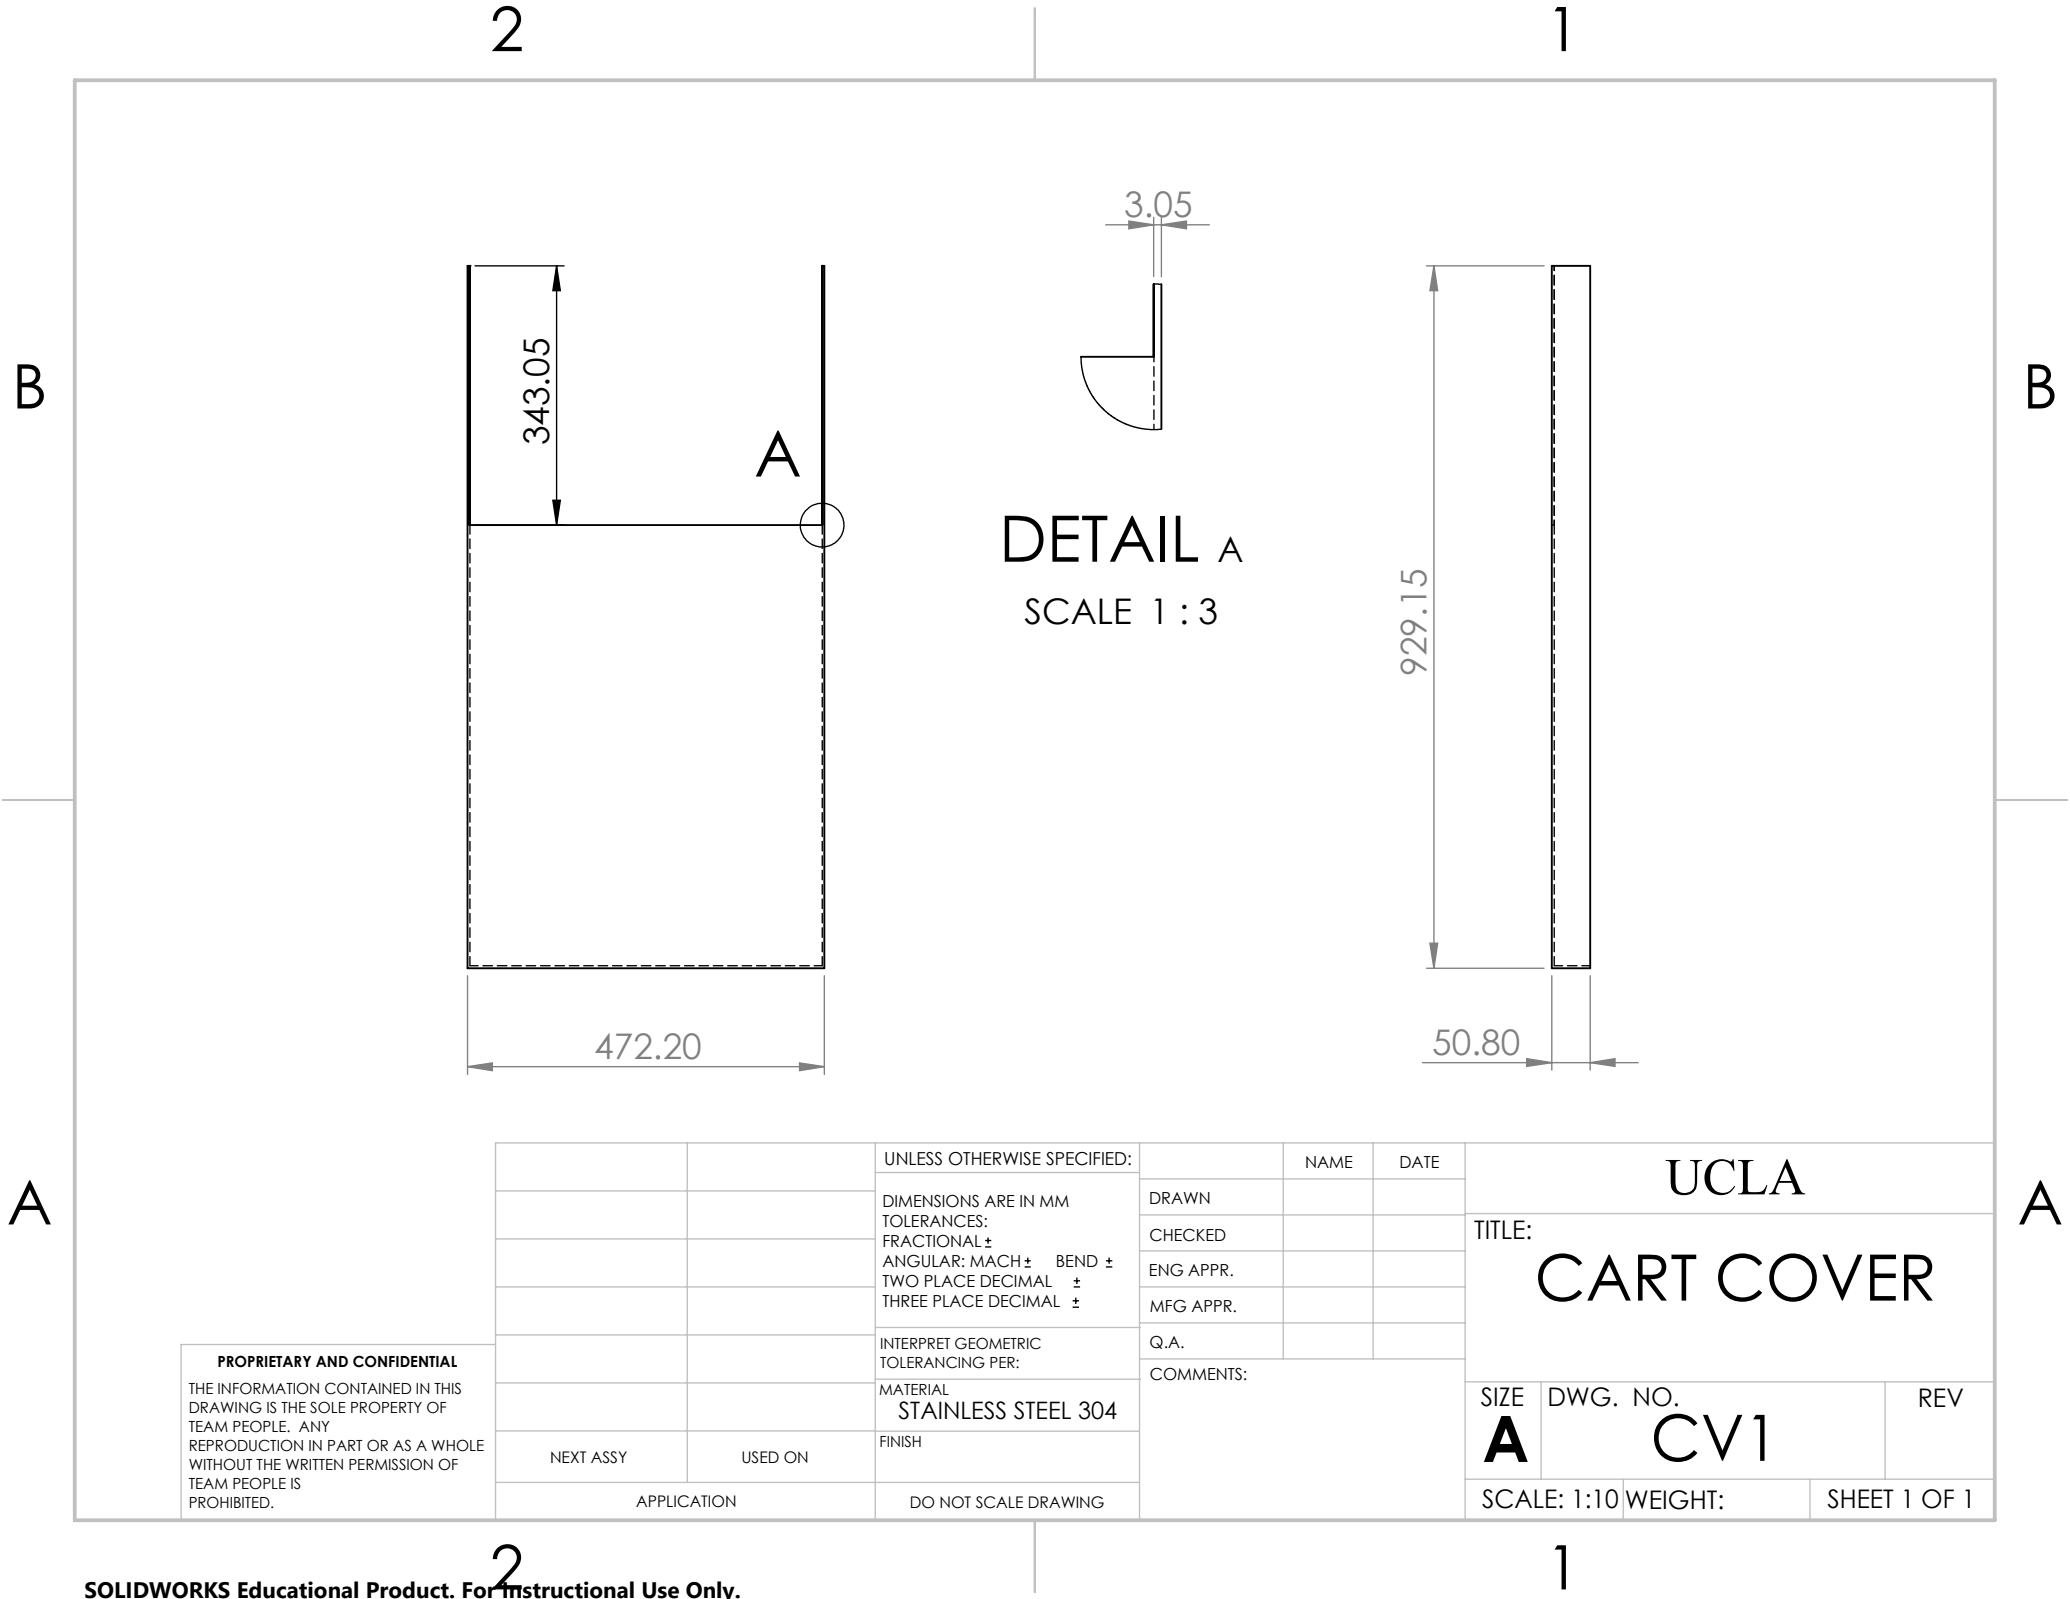 2 1
3.05
B B
343.05
A
DETAIL A
SCALE 1 : 3
929.15
472.20
50.80
A A
UNLESS OTHERWISE SPECIFIED:
DIMENSIONS ARE IN MM
TOLERANCES:
FRACTIONAL ±
ANGULAR: MACH ± BEND ±
TWO PLACE DECIMAL ±
THREE PLACE DECIMAL ±
INTERPRET GEOMETRIC
TOLERANCING PER:
MATERIAL
STAINLESS STEEL 304
FINISH
DO NOT SCALE DRAWING
NAME DATE
DRAWN
CHECKED
ENG APPR.
MFG APPR.
Q.A.
COMMENTS:
UCLA
TITLE:
CART COVER
SIZE DWG. NO. REV
A CV1
SCALE: 1:10 WEIGHT: SHEET 1 OF 1
PROPRIETARY AND CONFIDENTIAL
THE INFORMATION CONTAINED IN THIS
DRAWING IS THE SOLE PROPERTY OF
TEAM PEOPLE. ANY
REPRODUCTION IN PART OR AS A WHOLE
WITHOUT THE WRITTEN PERMISSION OF
TEAM PEOPLE IS
PROHIBITED.
NEXT ASSY USED ON
APPLICATION
2 1
SOLIDWORKS Educational Product. For Instructional Use Only.